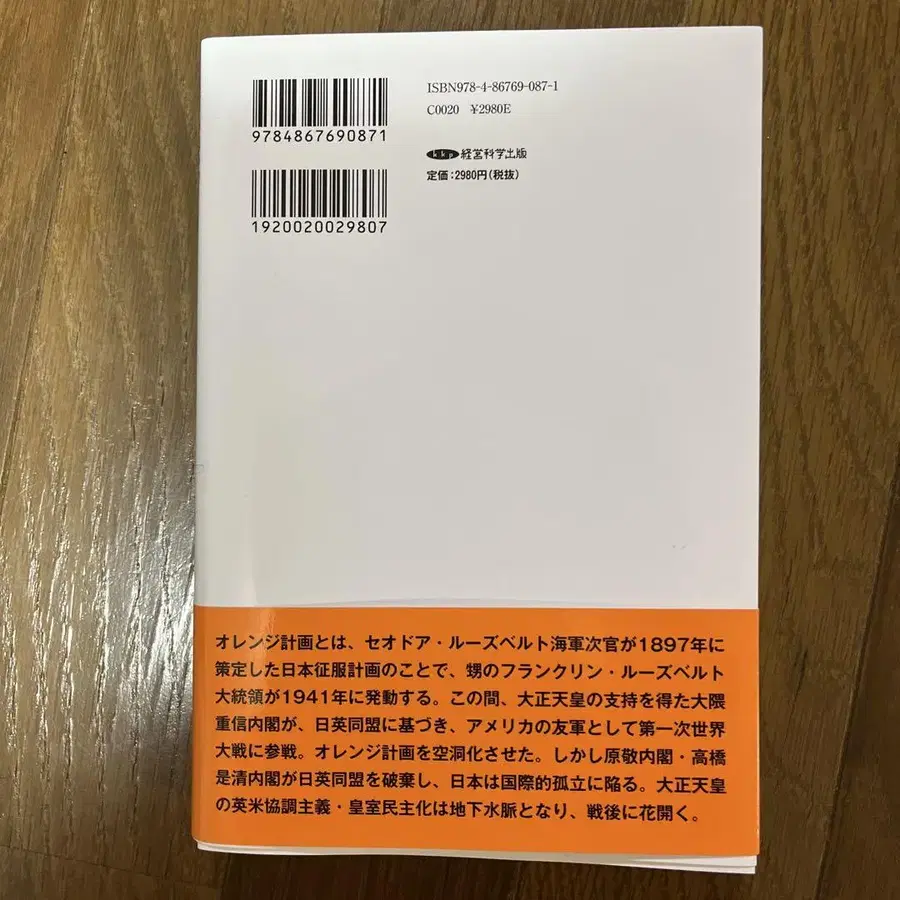 9784867690871
ISBN978-4-86769-087-1
C0020 ¥2980E
kkp 経営科学出版
定価:2980円(税抜)
1920020029807
オレンジ計画とは、セオドア・ルーズベルト海軍次官が1897年に
策定した日本征服計画のことで、甥のフランクリン・ルーズベルト
大統領が1941年に発動する。この間、大正天皇の支持を得た大隈
重信内閣が、日英同盟に基づき、アメリカの友軍として第一次世界
大戦に参戦。オレンジ計画を空洞化させた。しかし原敬内閣・高橋
是清内閣が日英同盟を破棄し、日本は国際的孤立に陥る。大正天皇
の英米協調主義・皇室民主化は地下水脈となり、戦後に花開く。